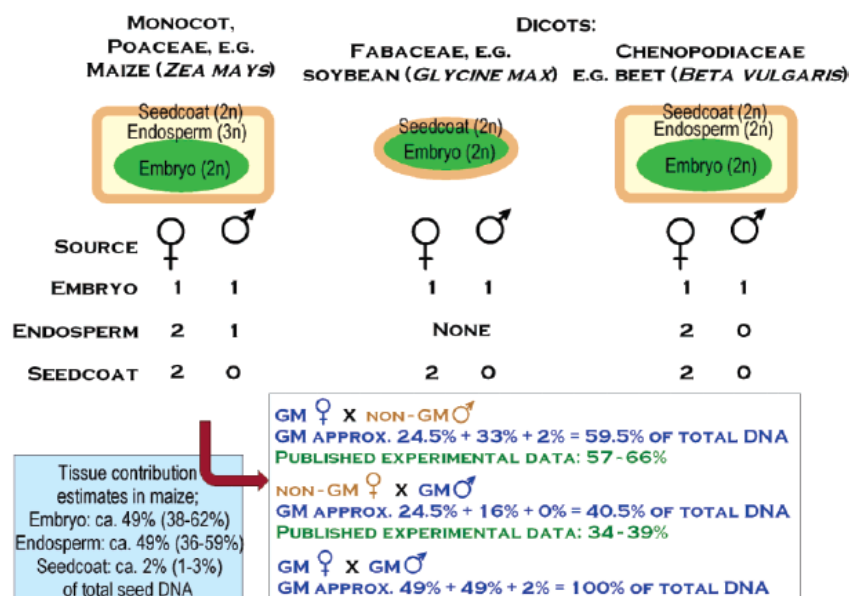 MONOCOT,
POACEAE, E.G.
MAIZE (ZEA MAYS)
DICOTS:
FABACEAE, E.G.
SOYBEAN (GLYCINE MAX)
CHENOPODIACEAE
E.G. BEET (BETA VULGARIS)
Seedcoat (2n)
Endosperm (3n)
Embryo (2n)
Seedcoat (2n)
Embryo (2n)
Seedcoat (2n)
Endosperm (2n)
Embryo (2n)
SOURCE ♀ ♂ ♀ ♂ ♀ ♂
EMBRYO 1 1 1 1 1 1
ENDOSPERM 2 1 NONE 2 0
SEEDCOAT 2 0 2 0 2 0
Tissue contribution
estimates in maize;
Embryo: ca. 49% (38-62%)
Endosperm: ca. 49% (36-59%)
Seedcoat: ca. 2% (1-3%)
of total seed DNA
GM ♀ X NON-GM ♂
GM APPROX. 24.5% + 33% + 2% = 59.5% OF TOTAL DNA
PUBLISHED EXPERIMENTAL DATA: 57-66%
NON-GM ♀ X GM ♂
GM APPROX. 24.5% + 16% + 0% = 40.5% OF TOTAL DNA
PUBLISHED EXPERIMENTAL DATA: 34-39%
GM ♀ X GM ♂
GM APPROX. 49% + 49% + 2% = 100% OF TOTAL DNA